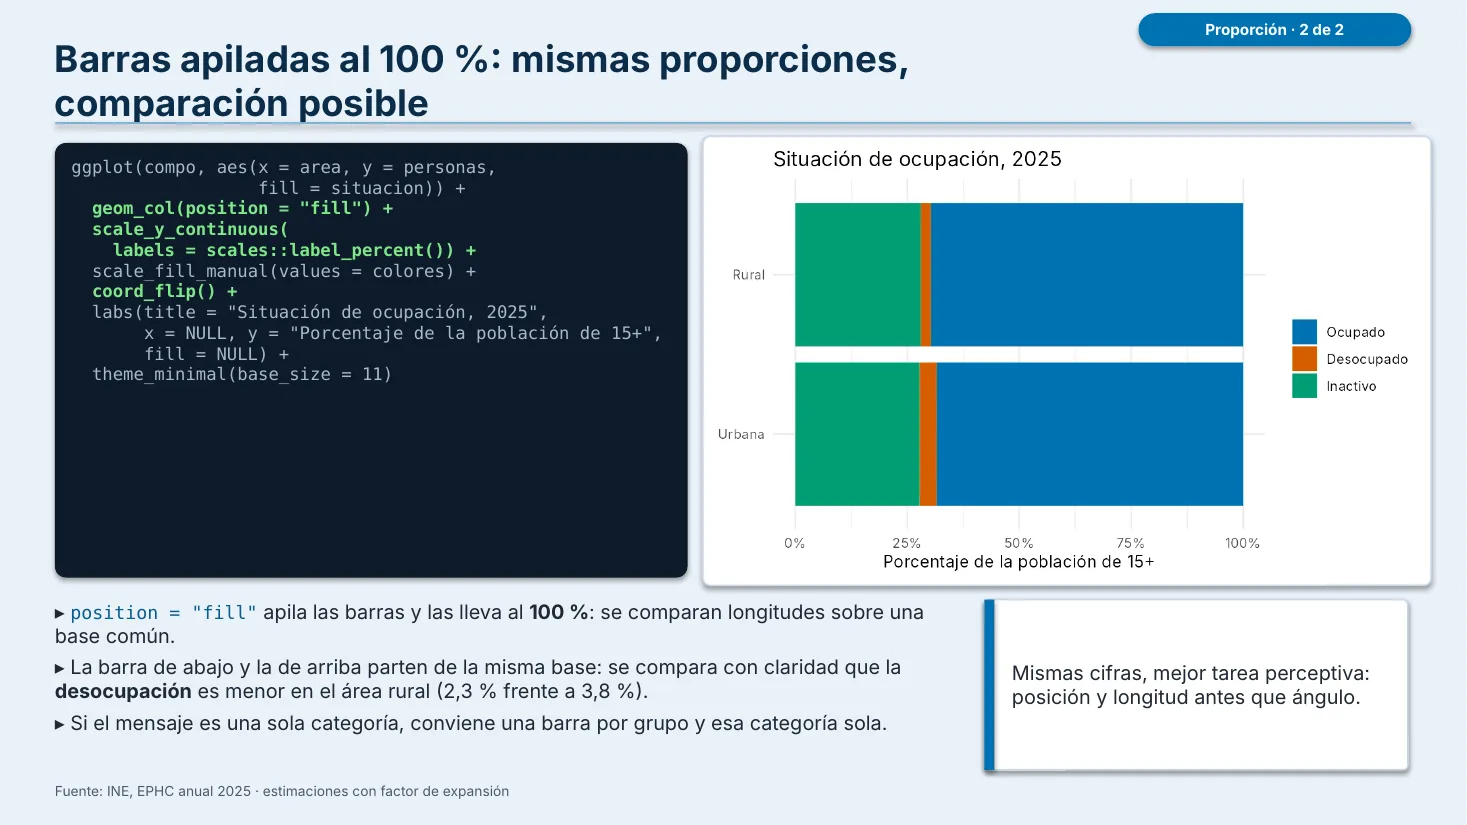 Proporción · 2 de 2
Barras apiladas al 100 %: mismas proporciones,
comparación posible
ggplot(compo, aes(x = area, y = personas,
                  fill = situacion)) +
  geom_col(position = "fill") +
  scale_y_continuous(
    labels = scales::label_percent()) +
  scale_fill_manual(values = colores) +
  coord_flip() +
  labs(title = "Situación de ocupación, 2025",
       x = NULL, y = "Porcentaje de la población de 15+",
       fill = NULL) +
  theme_minimal(base_size = 11)
Situación de ocupación, 2025
Rural
Urbana
0%
25%
50%
75%
100%
Porcentaje de la población de 15+
Ocupado
Desocupado
Inactivo
▸ position = "fill" apila las barras y las lleva al 100 %: se comparan longitudes sobre una
base común.
▸ La barra de abajo y la de arriba parten de la misma base: se compara con claridad que la
desocupación es menor en el área rural (2,3 % frente a 3,8 %).
▸ Si el mensaje es una sola categoría, conviene una barra por grupo y esa categoría sola.
Mismas cifras, mejor tarea perceptiva:
posición y longitud antes que ángulo.
Fuente: INE, EPHC anual 2025 · estimaciones con factor de expansión